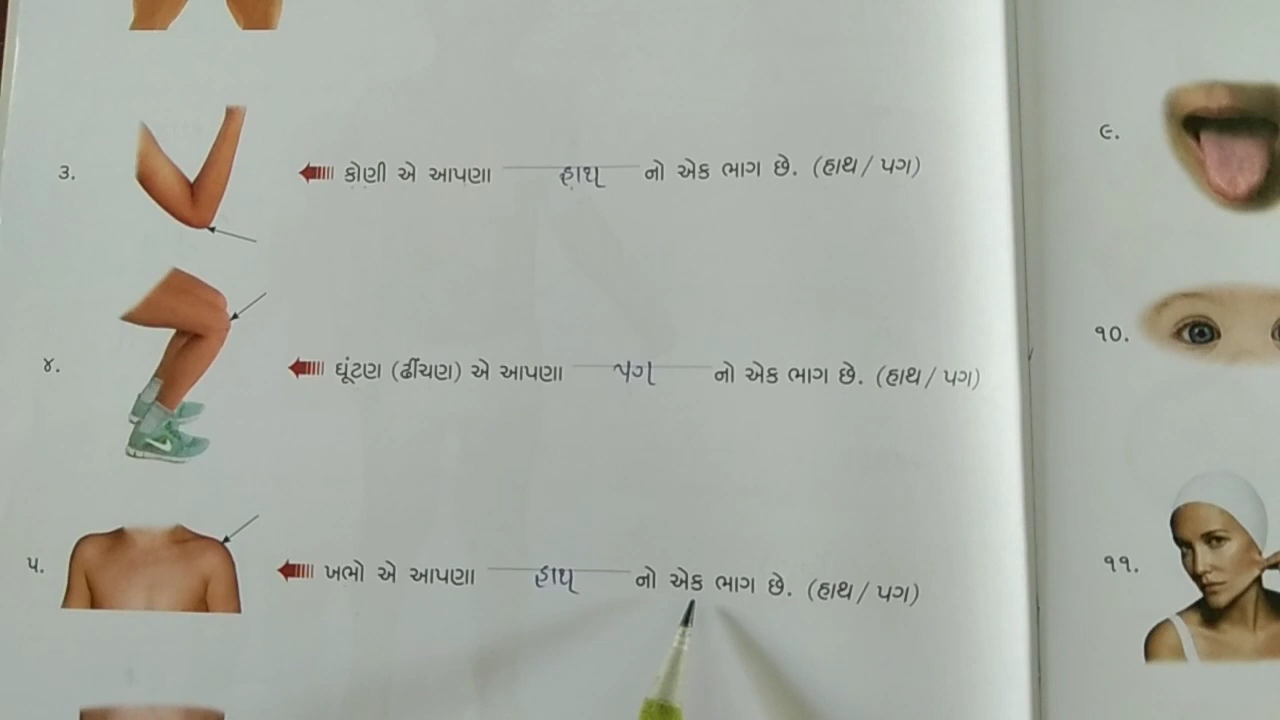 ૩. કોણી એ આપણા હાથ નો એક ભાગ છે. (હાથ / પગ)
૪. ઘૂંટણ (ઢીંચણ) એ આપણા પગ નો એક ભાગ છે. (હાથ / પગ)
૫. ખભો એ આપણા હાથ નો એક ભાગ છે. (હાથ / પગ)
૯.
૧૦.
૧૧.